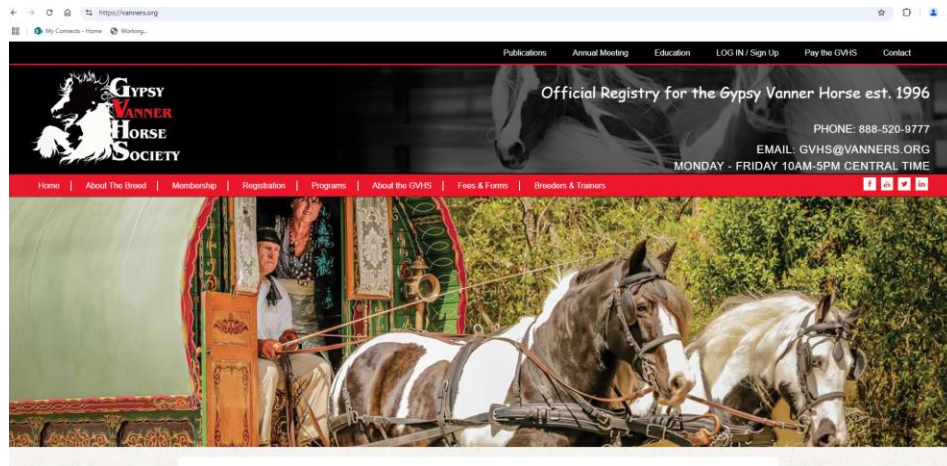 https://vanners.org
My Connects - Home Working...
Publications Annual Meeting Education LOG IN / Sign Up Pay the GVHS Contact
GYPSY
VANNER
HORSE
SOCIETY
Official Registry for the Gypsy Vanner Horse est. 1996
PHONE: 888-520-9777
EMAIL: GVHS@VANNERS.ORG
MONDAY - FRIDAY 10AM-5PM CENTRAL TIME
Home | About The Breed | Membership | Registration | Programs | About the GVHS | Fees & Forms | Breeders & Trainers